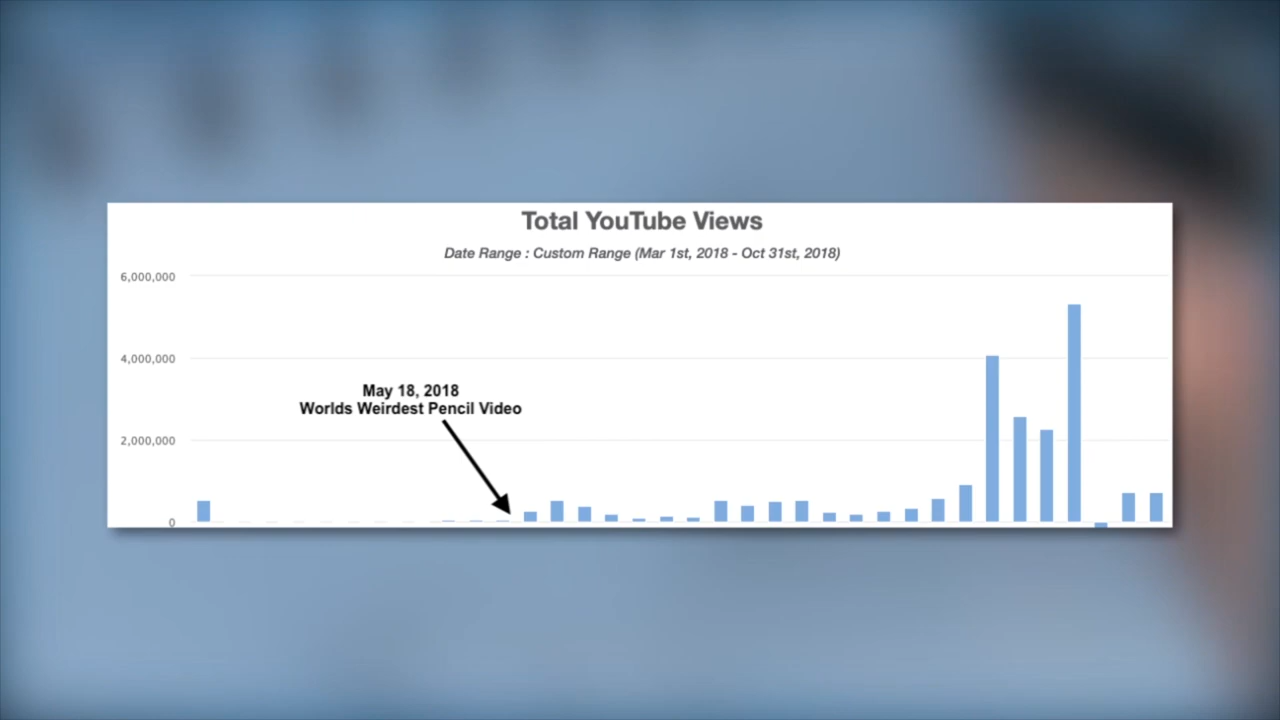 Total YouTube Views
Date Range : Custom Range (Mar 1st, 2018 - Oct 31st, 2018)
6,000,000
4,000,000
May 18, 2018
Worlds Weirdest Pencil Video
2,000,000
0